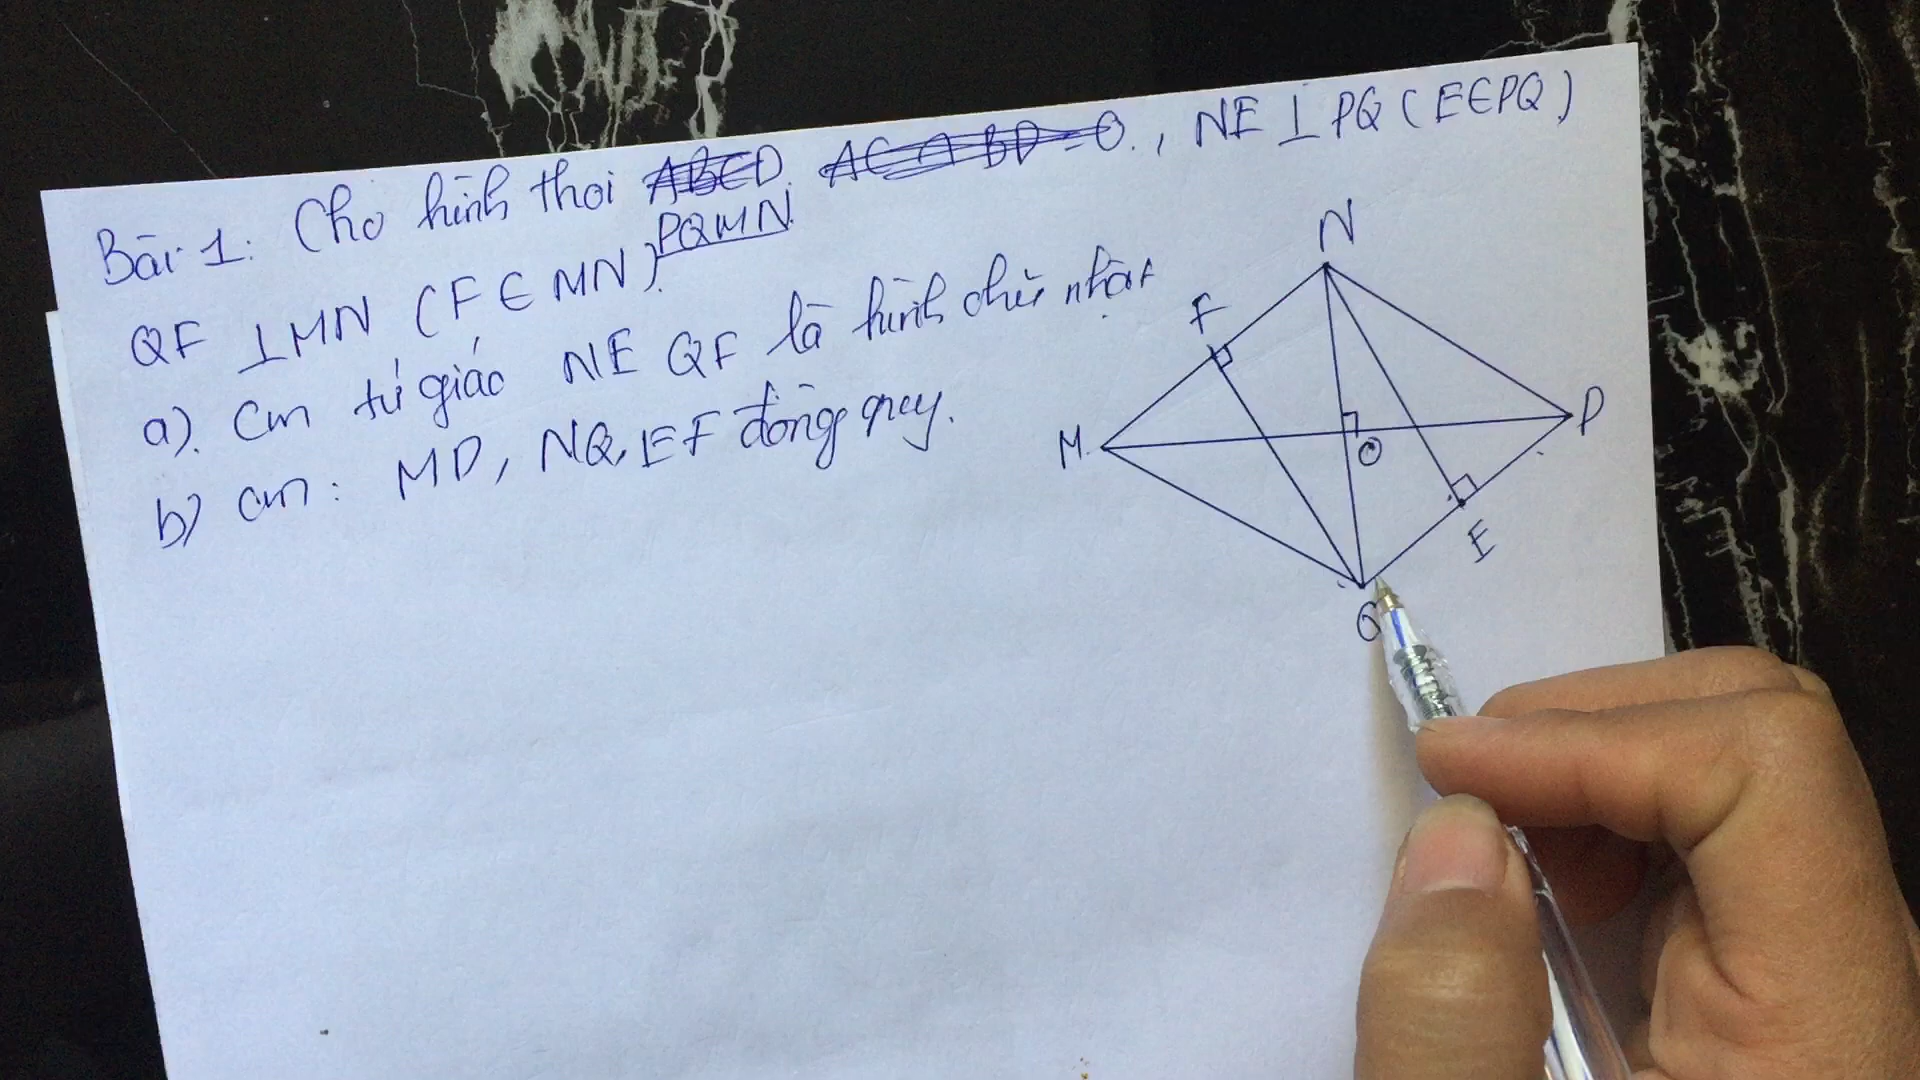 Bài 1: Cho hình thoi ABCD. AC ∩ BD = O., NE ⊥ PQ (E ∈ PQ)
PQMN.
QF ⊥ MN (F ∈ MN).
a). Cm tứ giác NEQF là hình chữ nhật
b) cm: MP, NQ, EF đồng quy.
N
F
M
P
O
E
Q